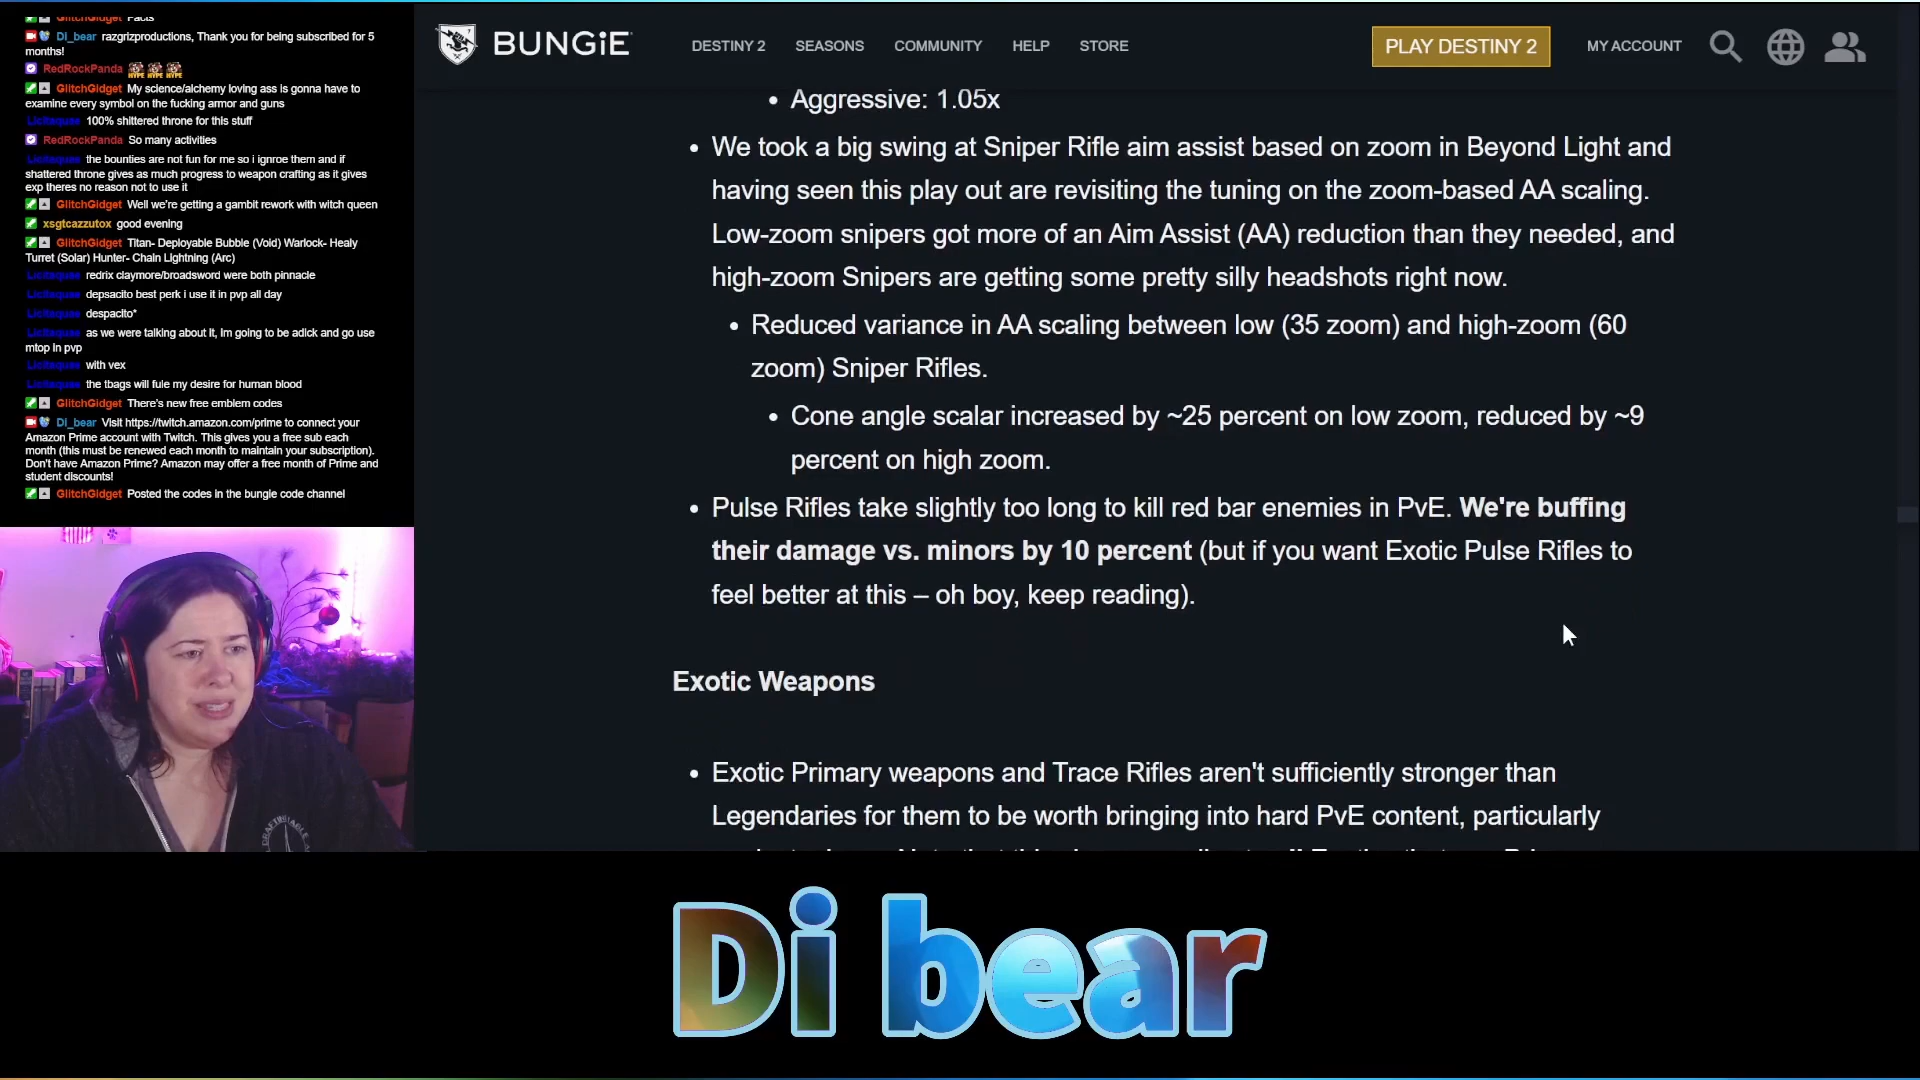 GlitchGidget Facts
Di_bear razgrizproductions, Thank you for being subscribed for 5
months!
RedRockPanda
GlitchGidget My science/alchemy loving ass is gonna have to
examine every symbol on the fucking armor and guns
100% shittered throne for this stuff
RedRockPanda So many activities
the bounties are not fun for me so i ignroe them and if
shattered throne gives as much progress to weapon crafting as it gives
exp theres no reason not to use it
GlitchGidget Well we're getting a gambit rework with witch queen
xsgtcazzutox good evening
GlitchGidget Titan- Deployable Bubble (Void) Warlock- Healy
Turret (Solar) Hunter- Chain Lightning (Arc)
redrix claymore/broadsword were both pinnacle
depsacito best perk i use it in pvp all day
despacito*
as we were talking about it, Im going to be adick and go use
mtop in pvp
with vex
the tbags will fule my desire for human blood
GlitchGidget There's new free emblem codes
Di_bear Visit https://twitch.amazon.com/prime to connect your
Amazon Prime account with Twitch. This gives you a free sub each
month (this must be renewed each month to maintain your subscription).
Don't have Amazon Prime? Amazon may offer a free month of Prime and
student discounts!
GlitchGidget Posted the codes in the bungie code channel
BUNGiE
DESTINY 2 SEASONS COMMUNITY HELP STORE
PLAY DESTINY 2
MY ACCOUNT
• Aggressive: 1.05x
• We took a big swing at Sniper Rifle aim assist based on zoom in Beyond Light and
having seen this play out are revisiting the tuning on the zoom-based AA scaling.
Low-zoom snipers got more of an Aim Assist (AA) reduction than they needed, and
high-zoom Snipers are getting some pretty silly headshots right now.
• Reduced variance in AA scaling between low (35 zoom) and high-zoom (60
zoom) Sniper Rifles.
• Cone angle scalar increased by ~25 percent on low zoom, reduced by ~9
percent on high zoom.
• Pulse Rifles take slightly too long to kill red bar enemies in PvE. We're buffing
their damage vs. minors by 10 percent (but if you want Exotic Pulse Rifles to
feel better at this – oh boy, keep reading).
Exotic Weapons
• Exotic Primary weapons and Trace Rifles aren't sufficiently stronger than
Legendaries for them to be worth bringing into hard PvE content, particularly
Di bear